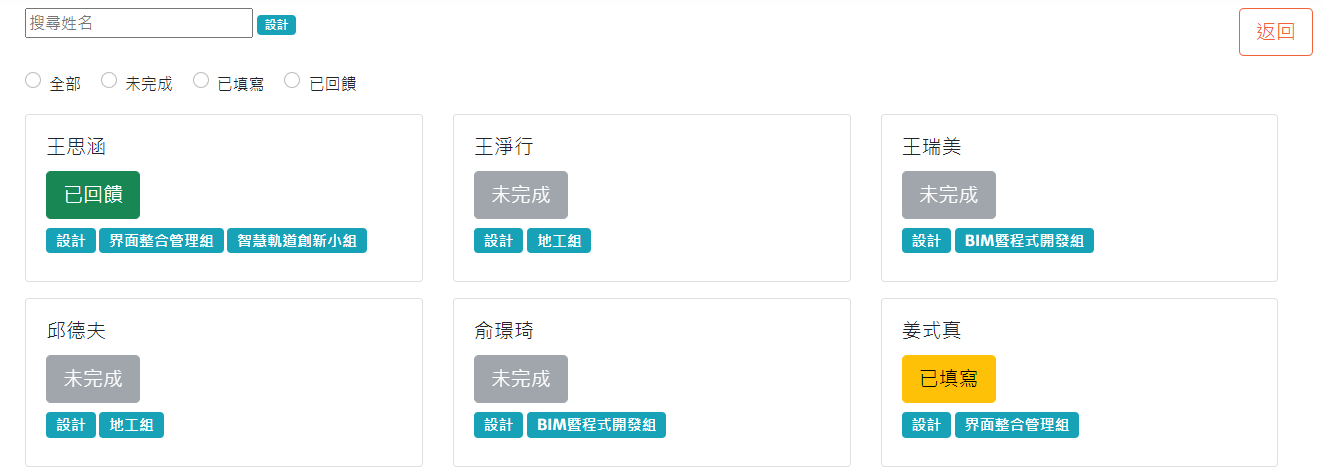 搜尋姓名 設計 返回
全部 未完成 已填寫 已回饋
王思涵 王淨行 王瑞美
已回饋 未完成 未完成
設計 界面整合管理組 智慧軌道創新小組 設計 地工組 設計 BIM暨程式開發組
邱德夫 俞璟琦 姜式真
未完成 未完成 已填寫
設計 地工組 設計 BIM暨程式開發組 設計 界面整合管理組